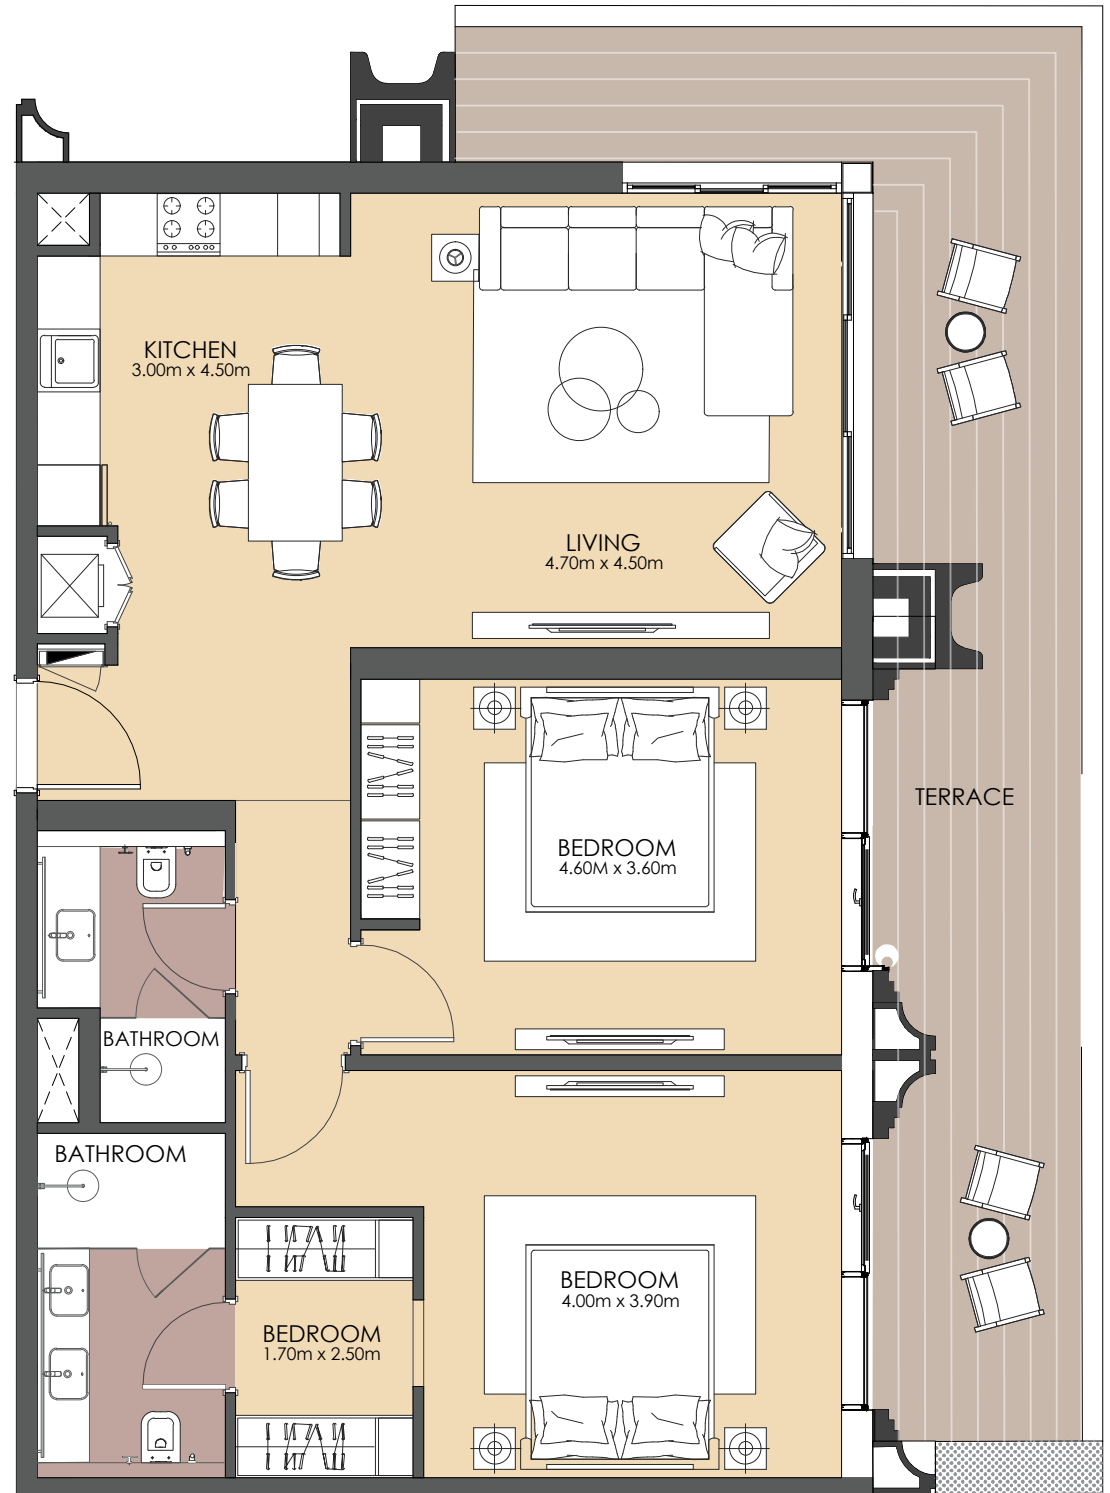 KITCHEN
3.00m x 4.50m
LIVING
4.70m x 4.50m
TERRACE
BEDROOM
4.60M x 3.60m
BATHROOM
BATHROOM
BEDROOM
4.00m x 3.90m
BEDROOM
1.70m x 2.50m